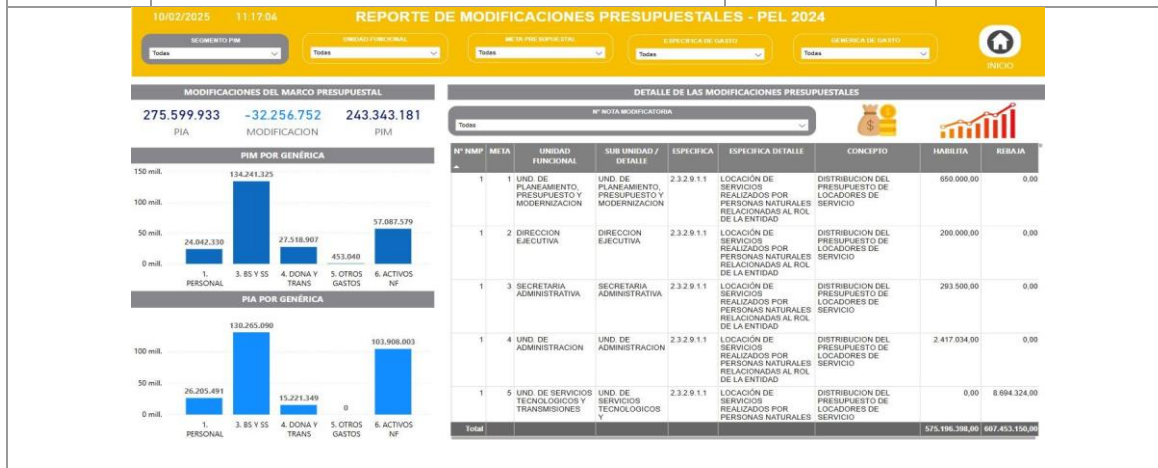 10/02/2025 11:17:04 REPORTE DE MODIFICACIONES PRESUPUESTALES - PEL 2024
SEGMENTO PIM
Todas
UNIDAD FUNCIONAL
Todas
META PRESUPUESTAL
Todas
ESPECIFICA DE GASTO
Todas
GENERICA DE GASTO
Todas
INICIO
MODIFICACIONES DEL MARCO PRESUPUESTAL
275.599.933 -32.256.752 243.343.181
PIA MODIFICACION PIM
PIM POR GENÉRICA
150 mill.
100 mill.
50 mill.
0 mill.
24.042.330
134.241.325
27.518.907
453.040
57.087.579
1. PERSONAL
3. BS Y SS
4. DONA Y TRANS
5. OTROS GASTOS
6. ACTIVOS NF
PIA POR GENÉRICA
100 mill.
50 mill.
0 mill.
26.205.491
130.265.090
15.221.349
0
103.908.003
1. PERSONAL
3. BS Y SS
4. DONA Y TRANS
5. OTROS GASTOS
6. ACTIVOS NF
DETALLE DE LAS MODIFICACIONES PRESUPUESTALES
Nº NOTA MODIFICATORIA
Todas
$
Nº NMP META UNIDAD FUNCIONAL SUB UNIDAD / DETALLE ESPECIFICA ESPECIFICA DETALLE CONCEPTO HABILITA REBAJA
1 1 UND. DE PLANEAMIENTO, PRESUPUESTO Y MODERNIZACION UND. DE PLANEAMIENTO, PRESUPUESTO Y MODERNIZACION 2.3.2.9.1.1 LOCACIÓN DE SERVICIOS REALIZADOS POR PERSONAS NATURALES RELACIONADAS AL ROL DE LA ENTIDAD DISTRIBUCION DEL PRESUPUESTO DE LOCADORES DE SERVICIO 650.000,00 0,00
1 2 DIRECCION EJECUTIVA DIRECCION EJECUTIVA 2.3.2.9.1.1 LOCACIÓN DE SERVICIOS REALIZADOS POR PERSONAS NATURALES RELACIONADAS AL ROL DE LA ENTIDAD DISTRIBUCION DEL PRESUPUESTO DE LOCADORES DE SERVICIO 200.000,00 0,00
1 3 SECRETARIA ADMINISTRATIVA SECRETARIA ADMINISTRATIVA 2.3.2.9.1.1 LOCACIÓN DE SERVICIOS REALIZADOS POR PERSONAS NATURALES RELACIONADAS AL ROL DE LA ENTIDAD DISTRIBUCION DEL PRESUPUESTO DE LOCADORES DE SERVICIO 293.500,00 0,00
1 4 UND. DE ADMINISTRACION UND. DE ADMINISTRACION 2.3.2.9.1.1 LOCACIÓN DE SERVICIOS REALIZADOS POR PERSONAS NATURALES RELACIONADAS AL ROL DE LA ENTIDAD DISTRIBUCION DEL PRESUPUESTO DE LOCADORES DE SERVICIO 2.417.034,00 0,00
1 5 UND. DE SERVICIOS TECNOLOGICOS Y TRANSMISIONES UND. DE SERVICIOS TECNOLOGICOS Y 2.3.2.9.1.1 LOCACIÓN DE SERVICIOS REALIZADOS POR PERSONAS NATURALES DISTRIBUCION DEL PRESUPUESTO DE LOCADORES DE SERVICIO 0,00 8.694.324,00
Total 575.196.398,00 607.453.150,00